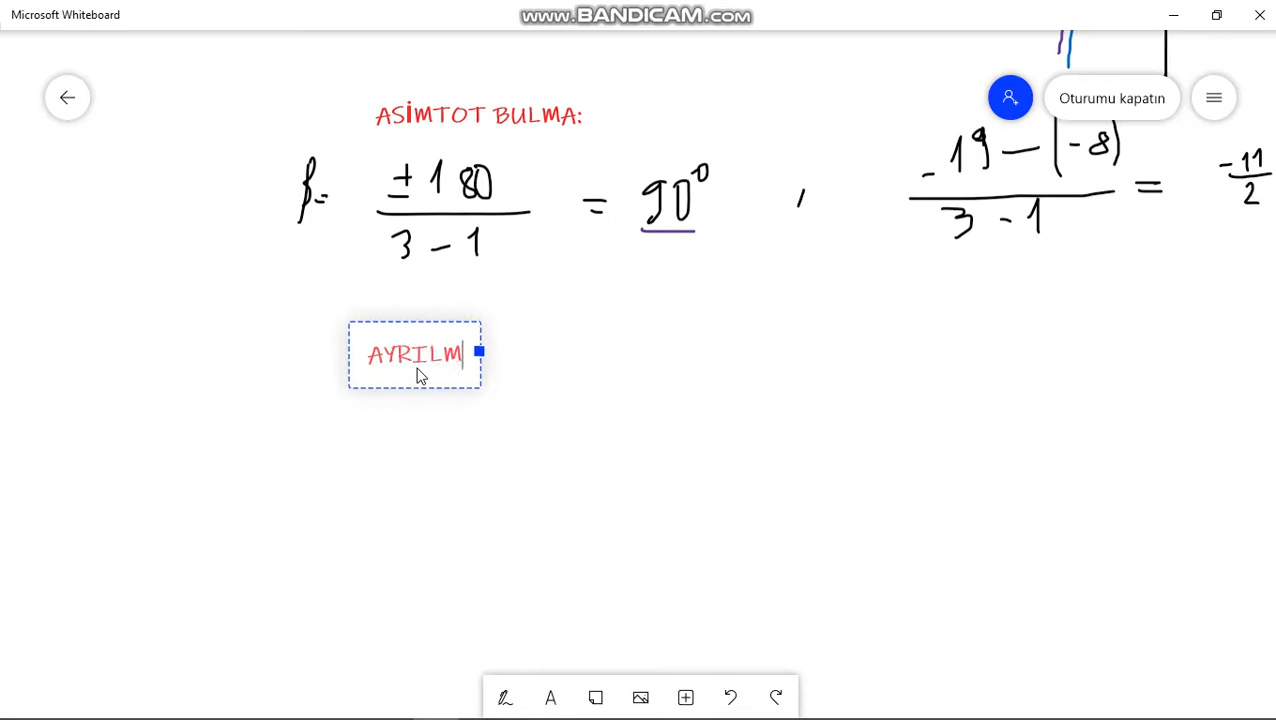 Microsoft Whiteboard
www.BANDICAM.com
Oturumu kapatın
ASİMTOT BULMA:
β = ± 180 / 3 - 1 = 90° , - 19 - (-8) / 3 - 1 = - 11 / 2
AYRILM
A